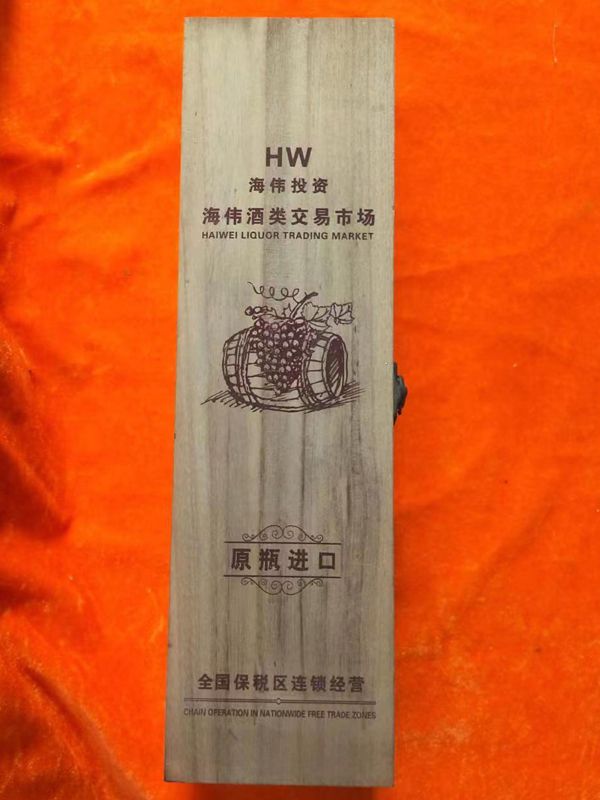 HW
海伟投资
海伟酒类交易市场
HAIWEI LIQUOR TRADING MARKET
原瓶进口
全国保税区连锁经营
CHAIN OPERATION IN NATIONWIDE FREE TRADE ZONES